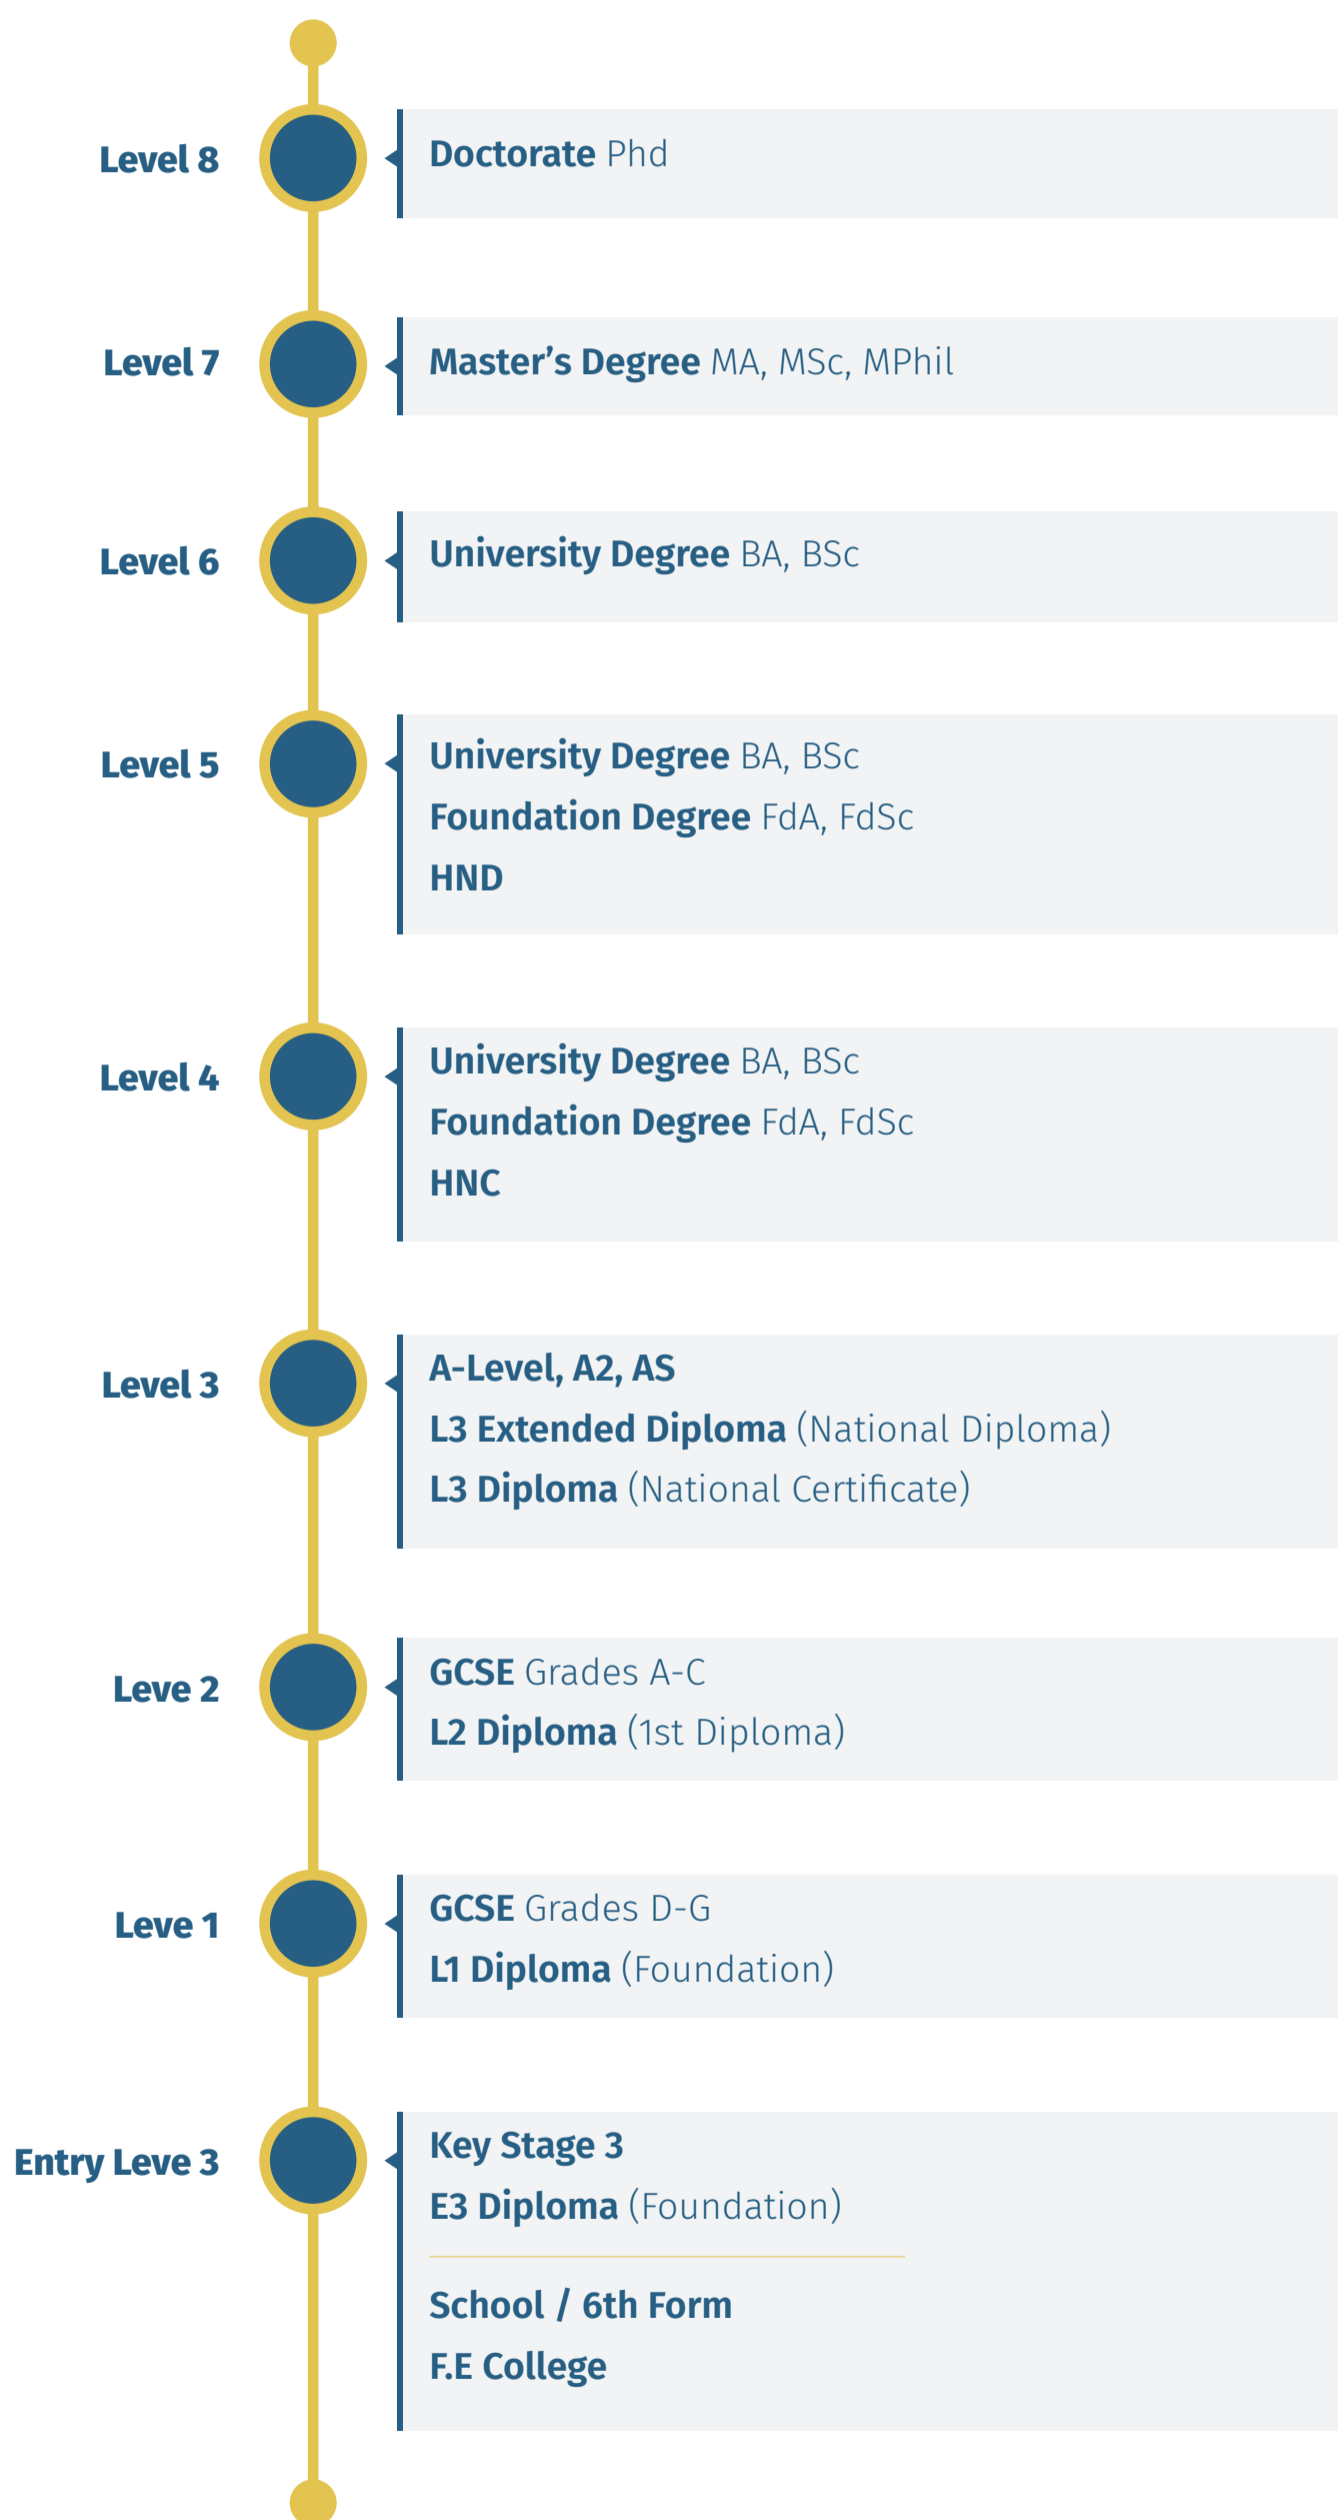 Level 8
Doctorate Phd
Level 7
Master's Degree MA, MSc, MPhil
Level 6
University Degree BA, BSc
Level 5
University Degree BA, BSc
Foundation Degree FdA, FdSc
HND
Level 4
University Degree BA, BSc
Foundation Degree FdA, FdSc
HNC
Level 3
A-Level, A2, AS
L3 Extended Diploma (National Diploma)
L3 Diploma (National Certificate)
Leve 2
GCSE Grades A-C
L2 Diploma (1st Diploma)
Leve 1
GCSE Grades D-G
L1 Diploma (Foundation)
Entry Leve 3
Key Stage 3
E3 Diploma (Foundation)
School / 6th Form
F.E College